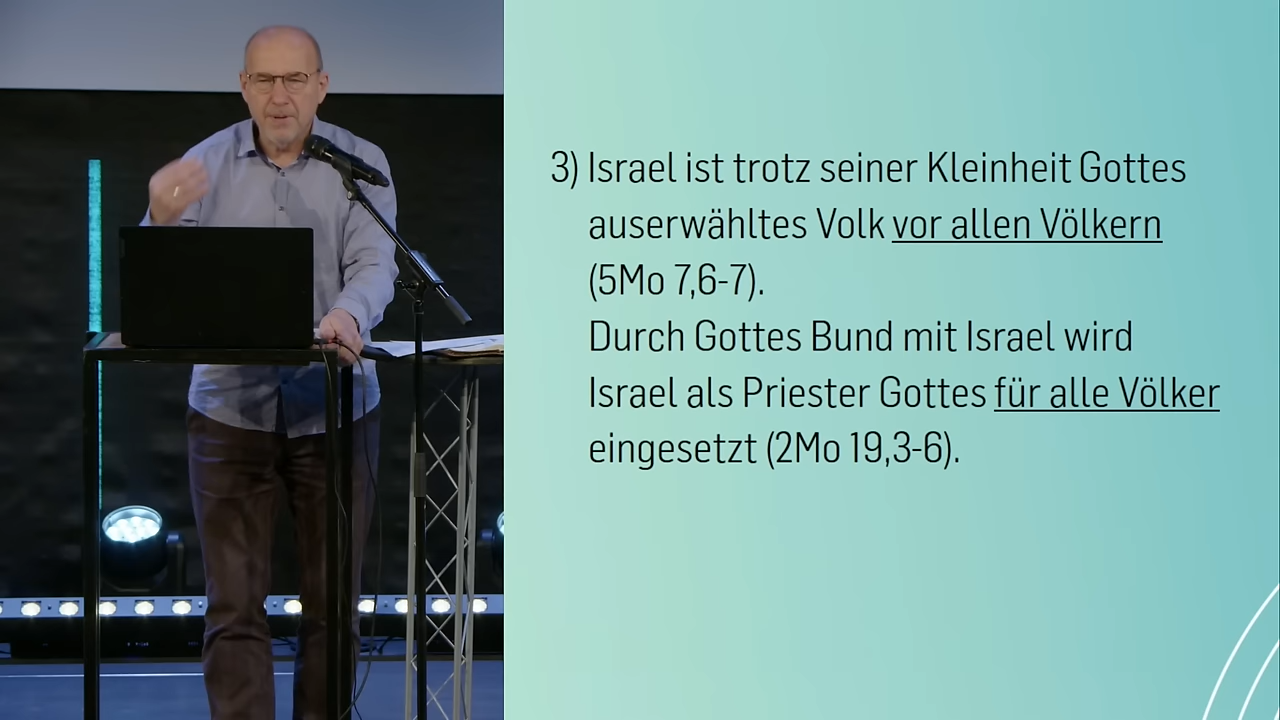 3) Israel ist trotz seiner Kleinheit Gottes
auserwähltes Volk vor allen Völkern
(5Mo 7,6-7).
Durch Gottes Bund mit Israel wird
Israel als Priester Gottes für alle Völker
eingesetzt (2Mo 19,3-6).